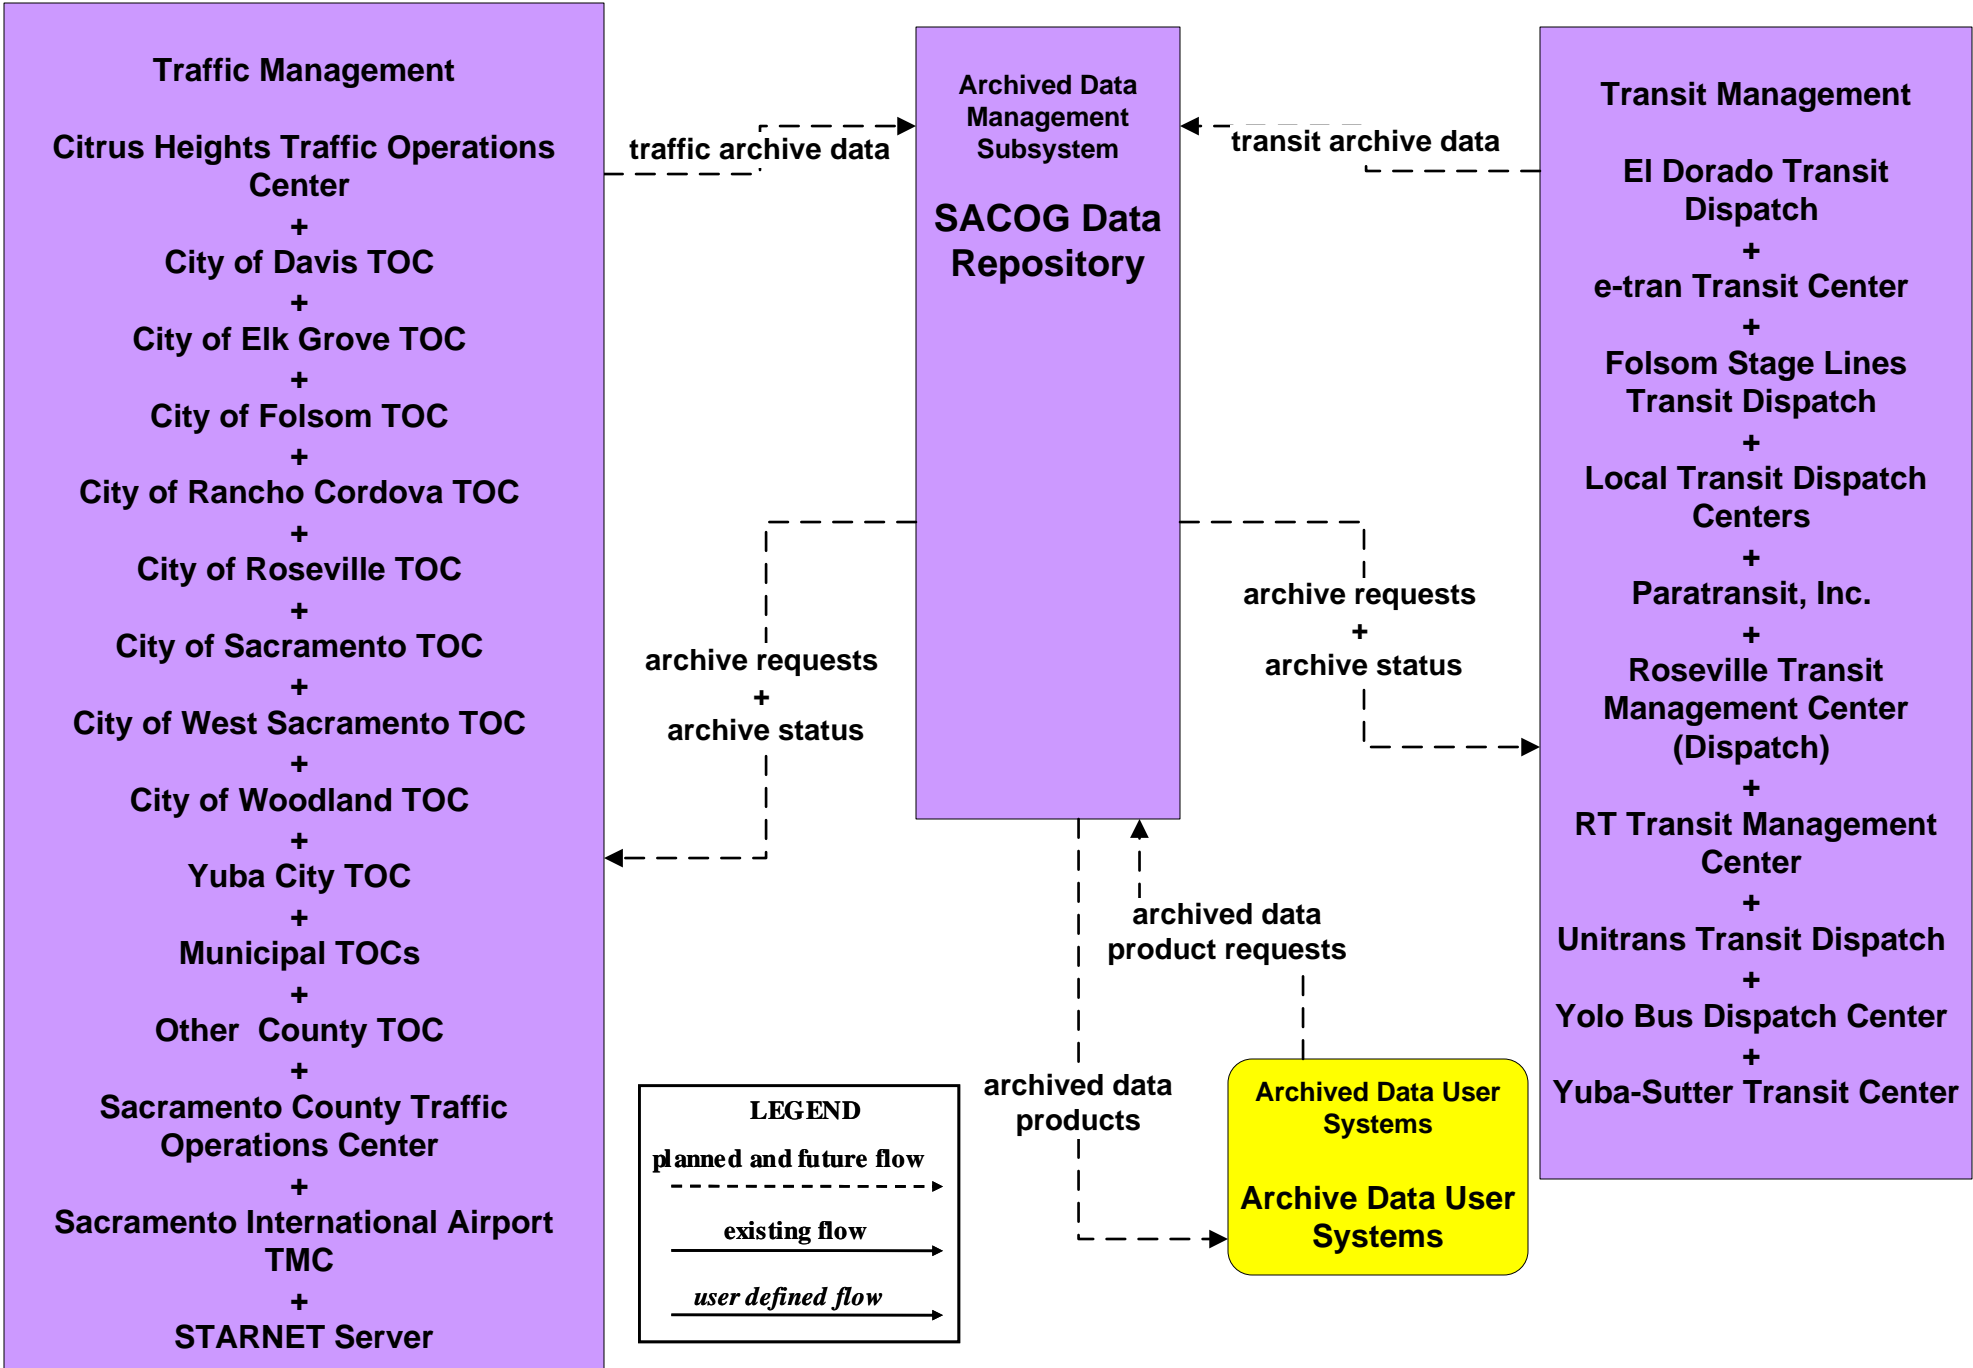 Traffic Management
Citrus Heights Traffic Operations
Center
+
City of Davis TOC
+
City of Elk Grove TOC
+
City of Folsom TOC
+
City of Rancho Cordova TOC
+
City of Roseville TOC
+
City of Sacramento TOC
+
City of West Sacramento TOC
+
City of Woodland TOC
+
Yuba City TOC
+
Municipal TOCs
+
Other County TOC
+
Sacramento County Traffic
Operations Center
+
Sacramento International Airport
TMC
+
STARNET Server
traffic archive data
archive requests
+
archive status
Archived Data
Management
Subsystem
SACOG Data
Repository
transit archive data
archive requests
+
archive status
archived data
product requests
archived data
products
Archived Data User
Systems
Archive Data User
Systems
LEGEND
planned and future flow
existing flow
user defined flow
Transit Management
El Dorado Transit
Dispatch
+
e-tran Transit Center
+
Folsom Stage Lines
Transit Dispatch
+
Local Transit Dispatch
Centers
+
Paratransit, Inc.
+
Roseville Transit
Management Center
(Dispatch)
+
RT Transit Management
Center
+
Unitrans Transit Dispatch
+
Yolo Bus Dispatch Center
+
Yuba-Sutter Transit Center